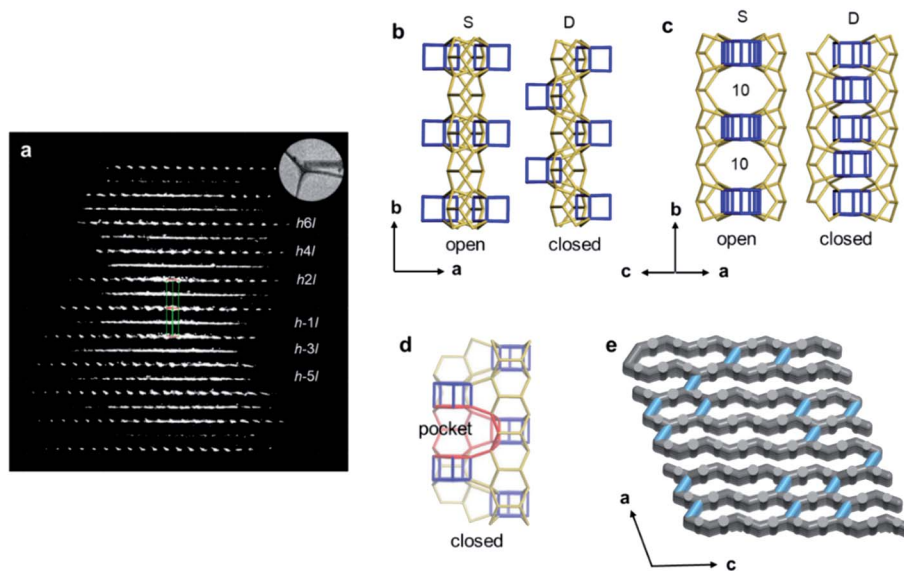 a
h6l
h4l
h2l
h-1l
h-3l
h-5l
b
S
D
open
closed
b
a
c
S
D
10
10
open
closed
b
c
a
d
pocket
closed
e
a
c